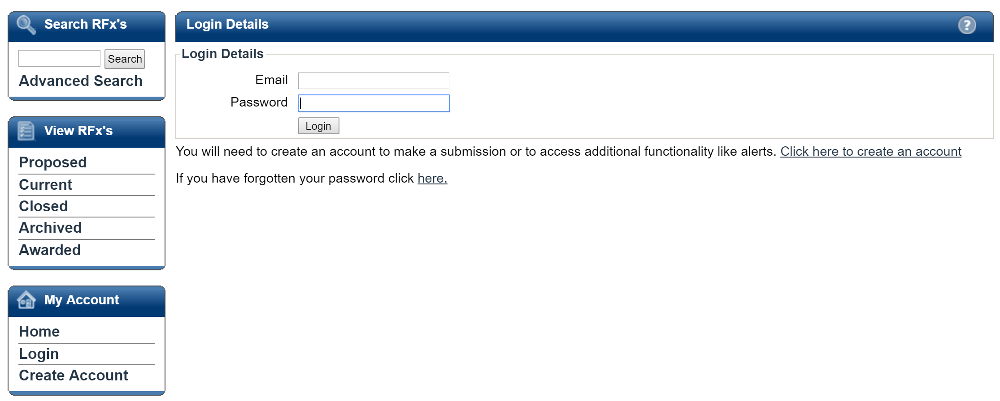 Search RFx's
Search
Advanced Search
View RFx's
Proposed
Current
Closed
Archived
Awarded
My Account
Home
Login
Create Account
Login Details
?
Login Details
Email
Password
Login
You will need to create an account to make a submission or to access additional functionality like alerts. Click here to create an account
If you have forgotten your password click here.